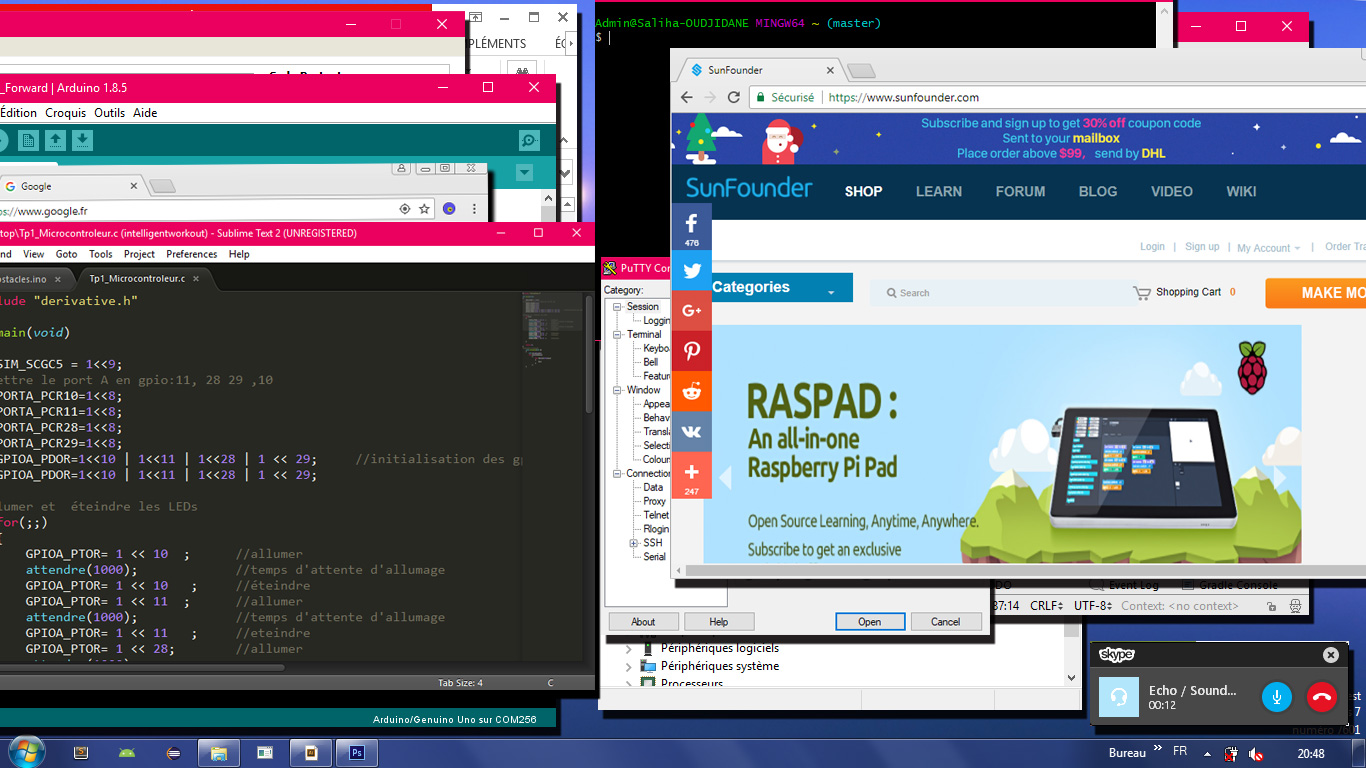 PLÉMENTS
_Forward | Arduino 1.8.5
Édition Croquis Outils Aide
Google
ps://www.google.fr
top\Tp1_Microcontroleur.c (intelligentworkout) - Sublime Text 2 (UNREGISTERED)
nd View Goto Tools Project Preferences Help
stacles.ino
Tp1_Microcontroleur.c
lude "derivative.h"
main(void)
SIM_SCGC5 = 1<<9;
ettre le port A en gpio:11, 28 29 ,10
PORTA_PCR10=1<<8;
PORTA_PCR11=1<<8;
PORTA_PCR28=1<<8;
PORTA_PCR29=1<<8;
GPIOA_PDOR=1<<10 | 1<<11 | 1<<28 | 1 << 29; //initialisation des g
GPIOA_PDOR=1<<10 | 1<<11 | 1<<28 | 1 << 29;
lumer et éteindre les LEDs
for(;;)
{
GPIOA_PTOR= 1 << 10 ; //allumer
attendre(1000); //temps d'attente d'allumage
GPIOA_PTOR= 1 << 10 ; //éteindre
GPIOA_PTOR= 1 << 11 ; //allumer
attendre(1000); //temps d'attente d'allumage
GPIOA_PTOR= 1 << 11 ; //eteindre
GPIOA_PTOR= 1 << 28; //allumer
Tab Size: 4 C
Arduino/Genuino Uno sur COM256
Admin@Saliha-OUDJIDANE MINGW64 ~ (master)
$
SunFounder
Sécurisé https://www.sunfounder.com
Subscribe and sign up to get 30% off coupon code
Sent to your mailbox
Place order above $99, send by DHL
SunFounder SHOP LEARN FORUM BLOG VIDEO WIKI
476
Login | Sign up | My Account | Order Tra
Categories
Search
Shopping Cart 0
MAKE MO
RASPAD :
An all-in-one
Raspberry Pi Pad
Open Source Learning, Anytime, Anywhere.
Subscribe to get an exclusive
247
PuTTY Con
Category:
Session
Loggin
Terminal
Keyboa
Bell
Feature
Window
Appea
Behav
Transla
Selecti
Colour
Connection
Data
Proxy
Telnet
Rlogin
SSH
Serial
About Help Open Cancel
DO Event Log Gradle Console
37:14 CRLF UTF-8 Context: <no context>
Périphériques logiciels
Périphériques système
Processeurs
skype
Echo / Sound...
00:12
Bureau FR 20:48